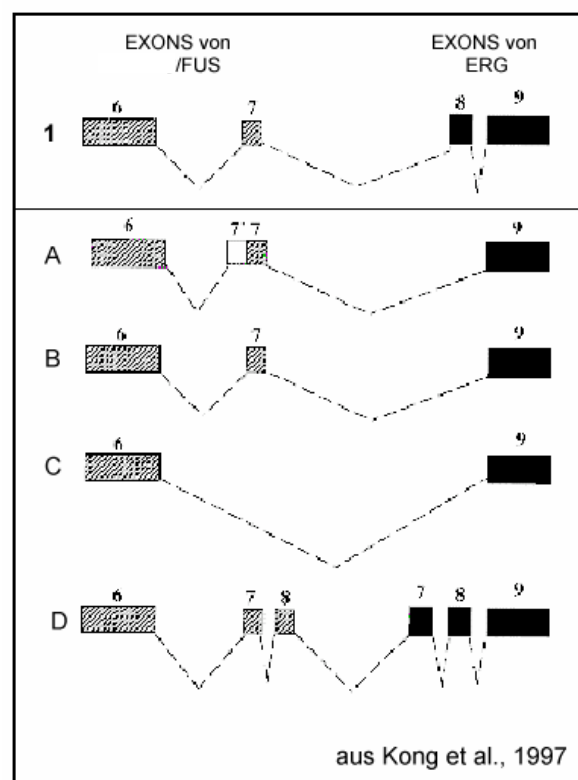 EXONS von EXONS von
/FUS ERG
6 7 8 9
1
6 7' 7 9
A
6 7 9
B
6 9
C
6 7 8 7 8 9
D
aus Kong et al., 1997